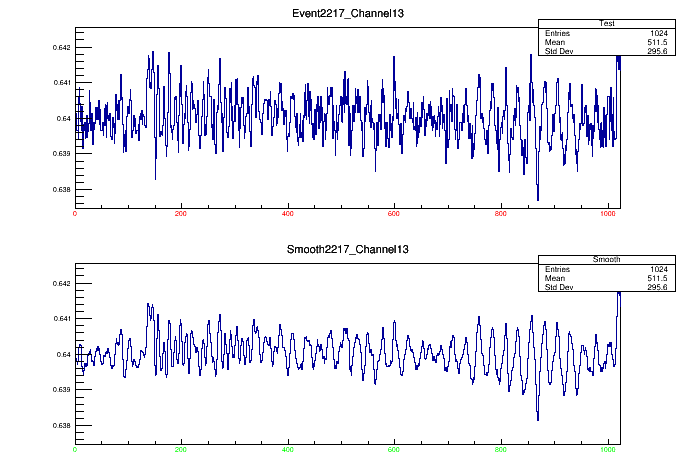 Event2217_Channel13
Test
Entries 1024
Mean 511.5
Std Dev 295.6
0.642
0.641
0.64
0.639
0.638
0 200 400 600 800 1000
Smooth2217_Channel13
Smooth
Entries 1024
Mean 511.5
Std Dev 295.6
0.642
0.641
0.64
0.639
0.638
0 200 400 600 800 1000